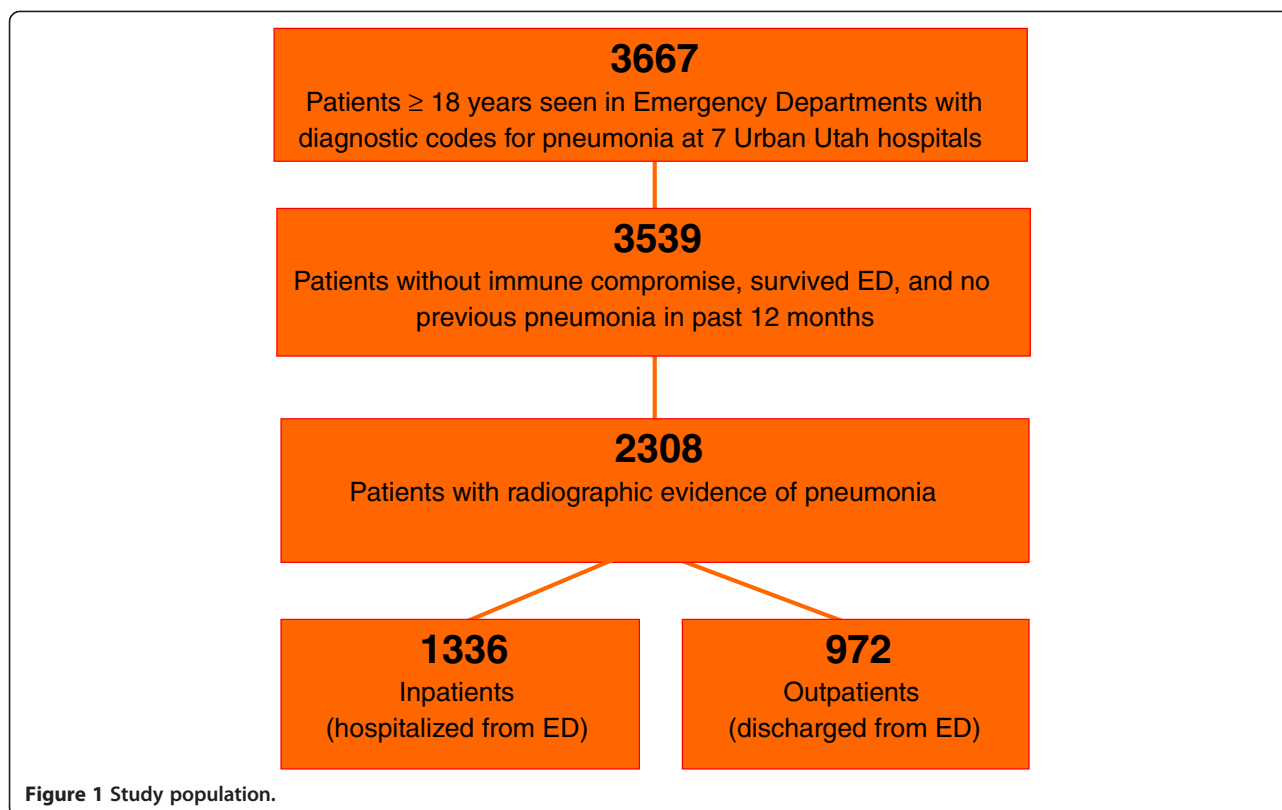 3667
Patients ≥ 18 years seen in Emergency Departments with
diagnostic codes for pneumonia at 7 Urban Utah hospitals
3539
Patients without immune compromise, survived ED, and no
previous pneumonia in past 12 months
2308
Patients with radiographic evidence of pneumonia
1336
Inpatients
(hospitalized from ED)
972
Outpatients
(discharged from ED)
Figure 1 Study population.